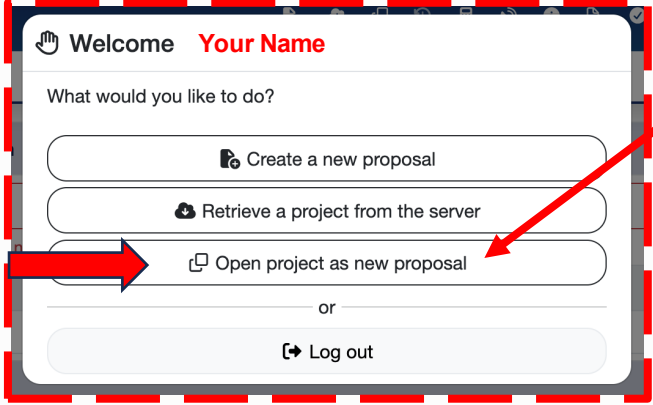 Welcome Your Name
What would you like to do?
Create a new proposal
Retrieve a project from the server
Open project as new proposal
or
Log out